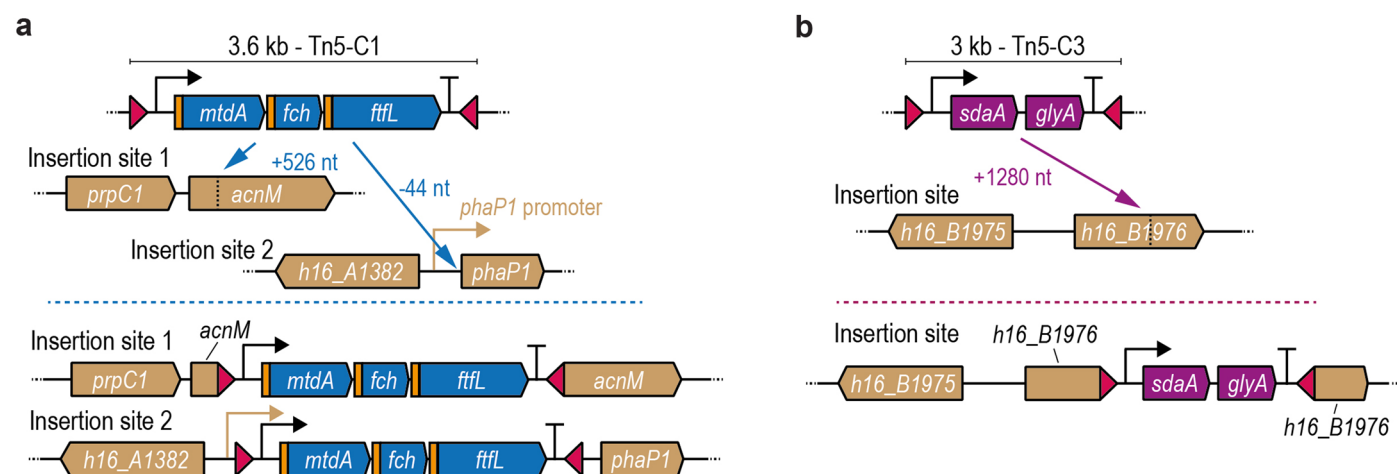 a
3.6 kb - Tn5-C1
mtdA fch ftfL
Insertion site 1
+526 nt
prpC1 acnM
-44 nt
phaP1 promoter
Insertion site 2
h16_A1382 phaP1
Insertion site 1
acnM
prpC1 mtdA fch ftfL acnM
Insertion site 2
h16_A1382 mtdA fch ftfL phaP1
b
3 kb - Tn5-C3
sdaA glyA
+1280 nt
Insertion site
h16_B1975 h16_B1976
Insertion site
h16_B1976
h16_B1975 sdaA glyA
h16_B1976